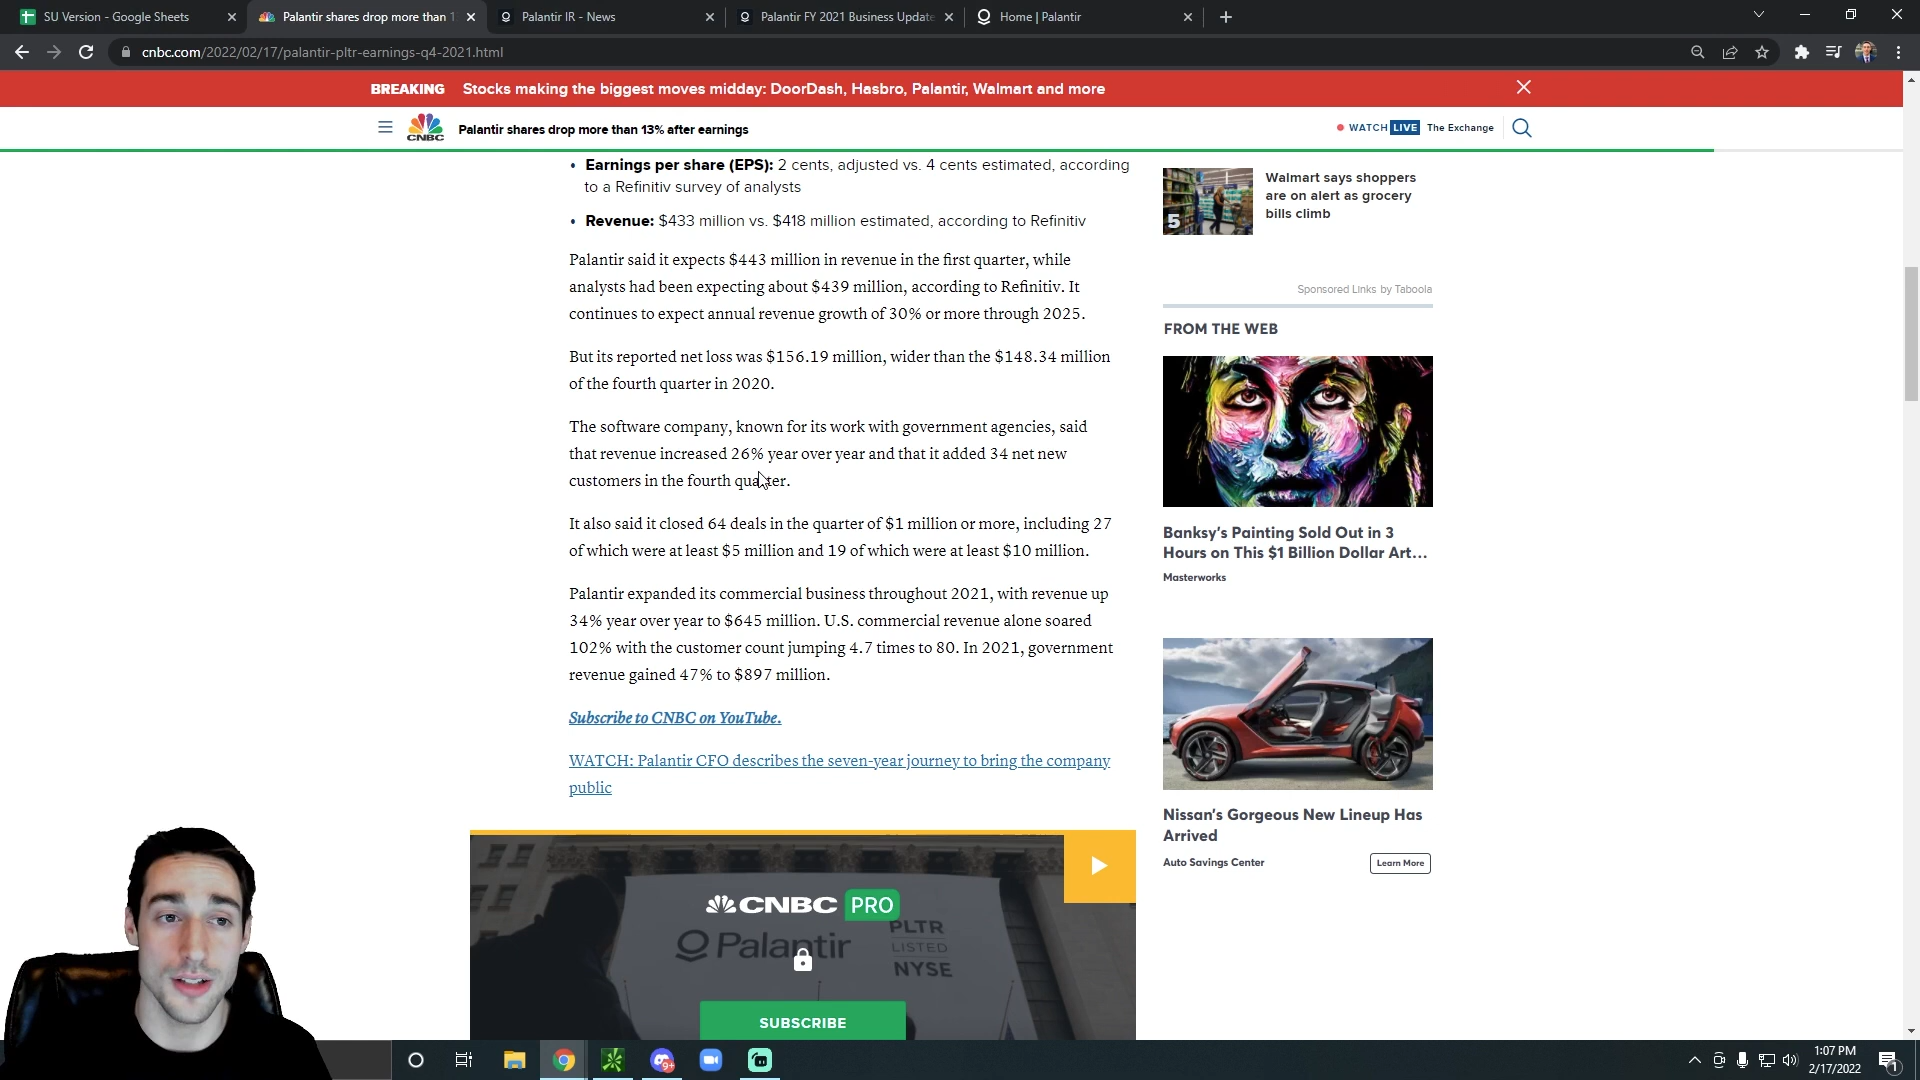 SU Version - Google Sheets
Palantir shares drop more than 1
Palantir IR - News
Palantir FY 2021 Business Update
Home | Palantir
cnbc.com/2022/02/17/palantir-pltr-earnings-q4-2021.html
BREAKING Stocks making the biggest moves midday: DoorDash, Hasbro, Palantir, Walmart and more
CNBC
Palantir shares drop more than 13% after earnings
WATCH LIVE The Exchange
• Earnings per share (EPS): 2 cents, adjusted vs. 4 cents estimated, according
to a Refinitiv survey of analysts
• Revenue: $433 million vs. $418 million estimated, according to Refinitiv
Palantir said it expects $443 million in revenue in the first quarter, while
analysts had been expecting about $439 million, according to Refinitiv. It
continues to expect annual revenue growth of 30% or more through 2025.
But its reported net loss was $156.19 million, wider than the $148.34 million
of the fourth quarter in 2020.
The software company, known for its work with government agencies, said
that revenue increased 26% year over year and that it added 34 net new
customers in the fourth quarter.
It also said it closed 64 deals in the quarter of $1 million or more, including 27
of which were at least $5 million and 19 of which were at least $10 million.
Palantir expanded its commercial business throughout 2021, with revenue up
34% year over year to $645 million. U.S. commercial revenue alone soared
102% with the customer count jumping 4.7 times to 80. In 2021, government
revenue gained 47% to $897 million.
Subscribe to CNBC on YouTube.
WATCH: Palantir CFO describes the seven-year journey to bring the company
public
CNBC PRO
Palantir
PLTR
LISTED
NYSE
SUBSCRIBE
5
Walmart says shoppers
are on alert as grocery
bills climb
Sponsored Links by Taboola
FROM THE WEB
Banksy's Painting Sold Out in 3
Hours on This $1 Billion Dollar Art…
Masterworks
Nissan's Gorgeous New Lineup Has
Arrived
Auto Savings Center
Learn More
9+
1:07 PM
2/17/2022
1